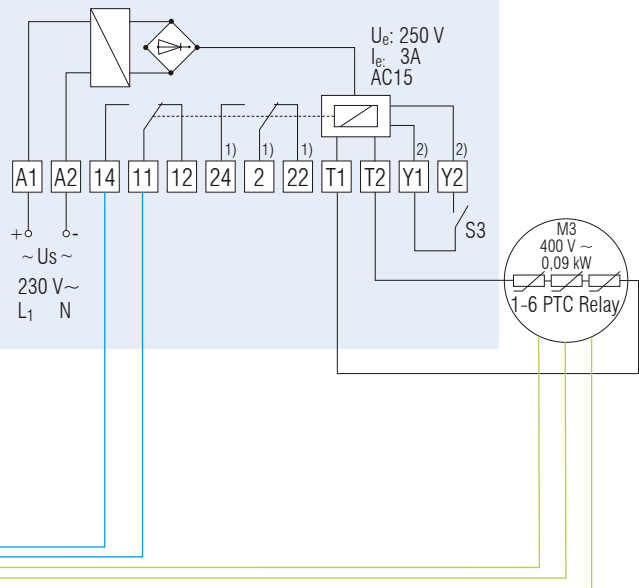 Ue: 250 V
Ie: 3A
AC15
1) 1) 1) 2) 2)
A1 A2 14 11 12 24 2 22 T1 T2 Y1 Y2
S3
+ -
~ Us ~
230 V~
L1 N
M3
400 V ~
0,09 kW
1-6 PTC Relay